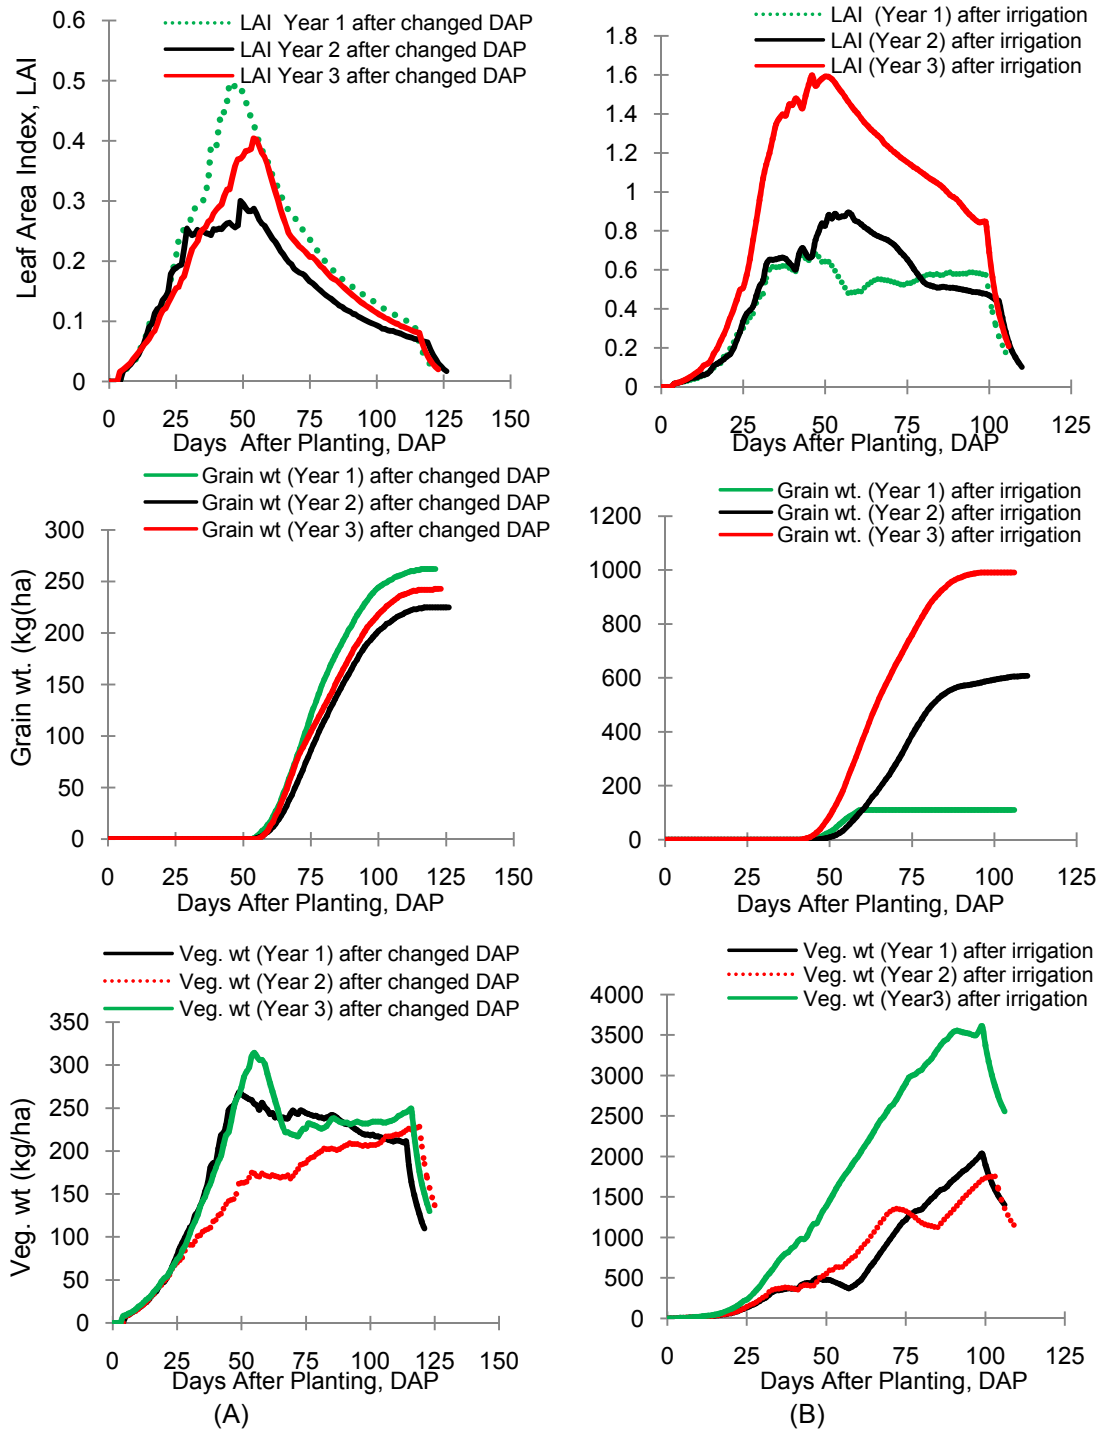 LAI Year 1 after changed DAP
LAI Year 2 after changed DAP
LAI Year 3 after changed DAP
Leaf Area Index, LAI
0.6
0.5
0.4
0.3
0.2
0.1
0
0 25 50 75 100 125 150
Days After Planting, DAP
LAI (Year 1) after irrigation
LAI (Year 2) after irrigation
LAI (Year 3) after irrigation
1.8
1.6
1.4
1.2
1
0.8
0.6
0.4
0.2
0
0 25 50 75 100 125
Days After Planting, DAP
Grain wt (Year 1) after changed DAP
Grain wt (Year 2) after changed DAP
Grain wt (Year 3) after changed DAP
Grain wt. (kg(ha)
300
250
200
150
100
50
0
0 25 50 75 100 125 150
Days After Planting, DAP
Grain wt. (Year 1) after irrigation
Grain wt. (Year 2) after irrigation
Grain wt. (Year 3) after irrigation
1200
1000
800
600
400
200
0
0 25 50 75 100 125
Days After Planting, DAP
Veg. wt (Year 1) after changed DAP
Veg. wt (Year 2) after changed DAP
Veg. wt (Year 3) after changed DAP
Veg. wt (kg/ha)
350
300
250
200
150
100
50
0
0 25 50 75 100 125 150
Days After Planting, DAP
(A)
Veg. wt (Year 1) after irrigation
Veg. wt (Year 2) after irrigation
Veg. wt (Year3) after irrigation
4000
3500
3000
2500
2000
1500
1000
500
0
0 25 50 75 100 125
Days After Planting, DAP
(B)